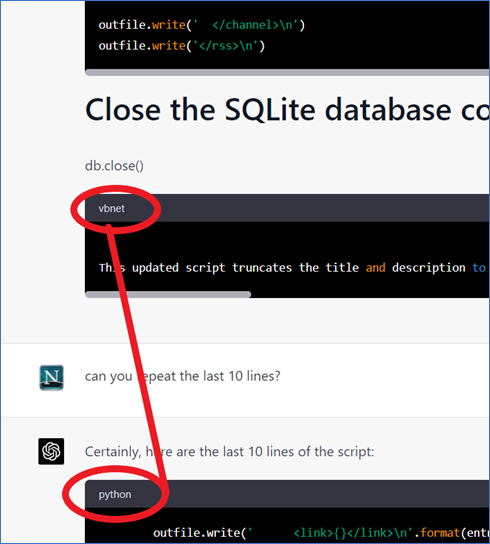 outfile.write('  </channel>\n')
outfile.write('</rss>\n')
Close the SQLite database co
db.close()
vbnet
This updated script truncates the title and description to
N
can you repeat the last 10 lines?
Certainly, here are the last 10 lines of the script:
python
outfile.write('      <link>{}</link>\n'.format(entr